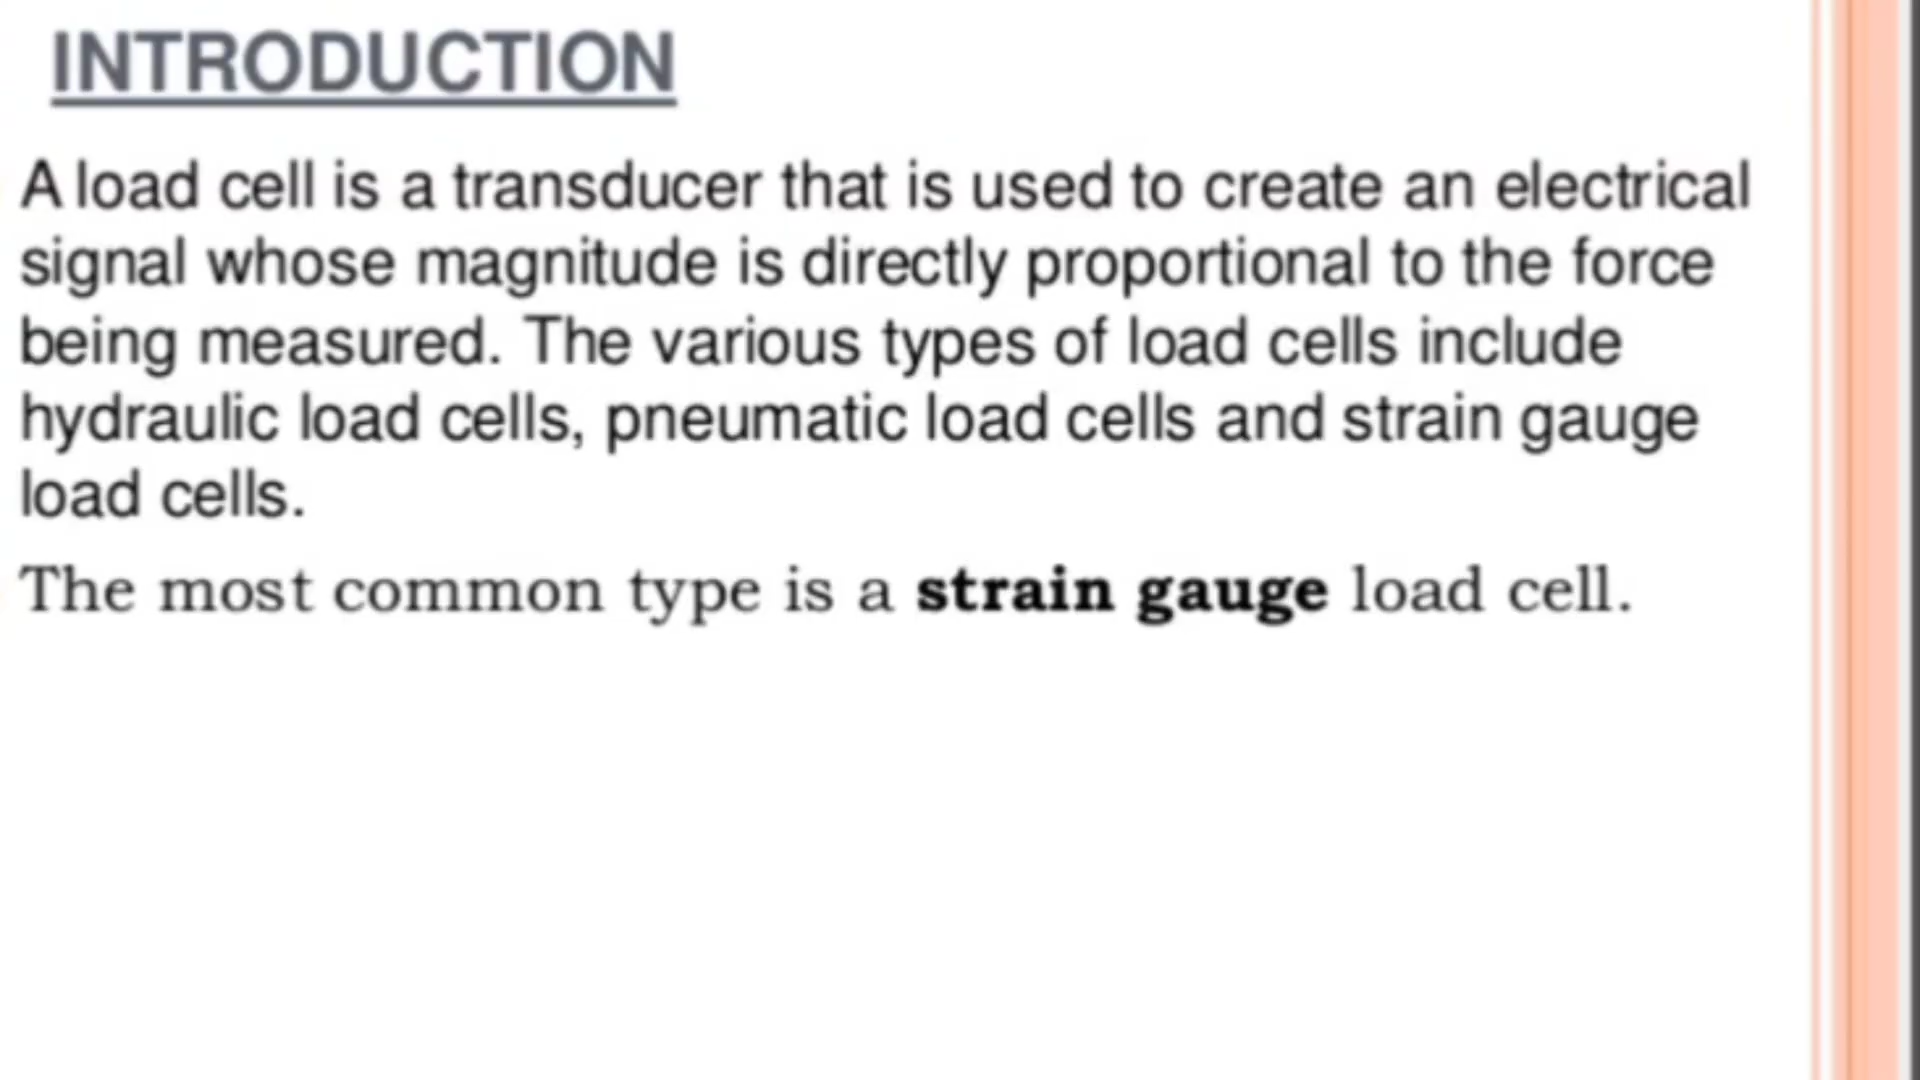 INTRODUCTION
A load cell is a transducer that is used to create an electrical
signal whose magnitude is directly proportional to the force
being measured. The various types of load cells include
hydraulic load cells, pneumatic load cells and strain gauge
load cells.
The most common type is a strain gauge load cell.